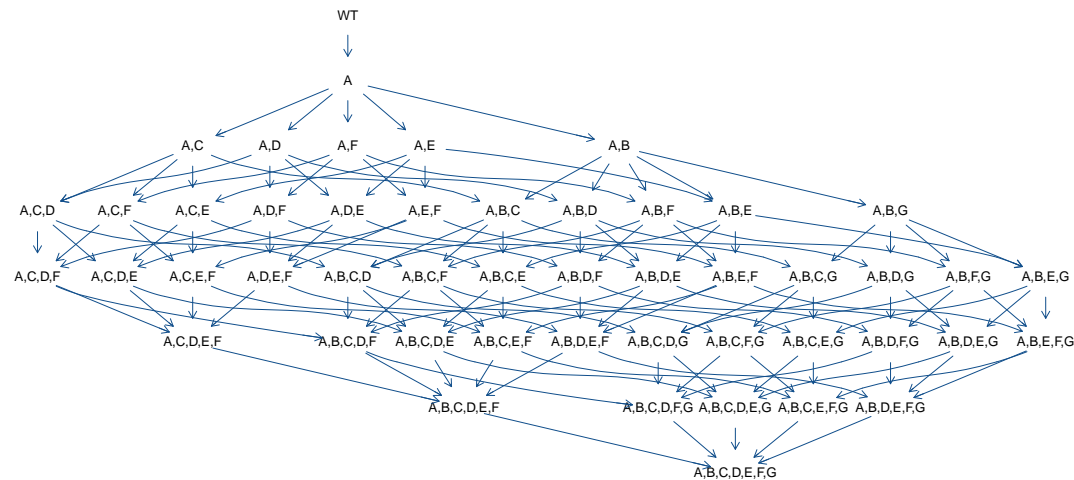 WT
A
A,C A,D A,F A,E A,B
A,C,D A,C,F A,C,E A,D,F A,D,E A,E,F A,B,C A,B,D A,B,F A,B,E A,B,G
A,C,D,F A,C,D,E A,C,E,F A,D,E,F A,B,C,D A,B,C,F A,B,C,E A,B,D,F A,B,D,E A,B,E,F A,B,C,G A,B,D,G A,B,F,G A,B,E,G
A,C,D,E,F A,B,C,D,F A,B,C,D,E A,B,C,E,F A,B,D,E,F A,B,C,D,G A,B,C,F,G A,B,C,E,G A,B,D,F,G A,B,D,E,G A,B,E,F,G
A,B,C,D,E,F A,B,C,D,F,G A,B,C,D,E,G A,B,C,E,F,G A,B,D,E,F,G
A,B,C,D,E,F,G